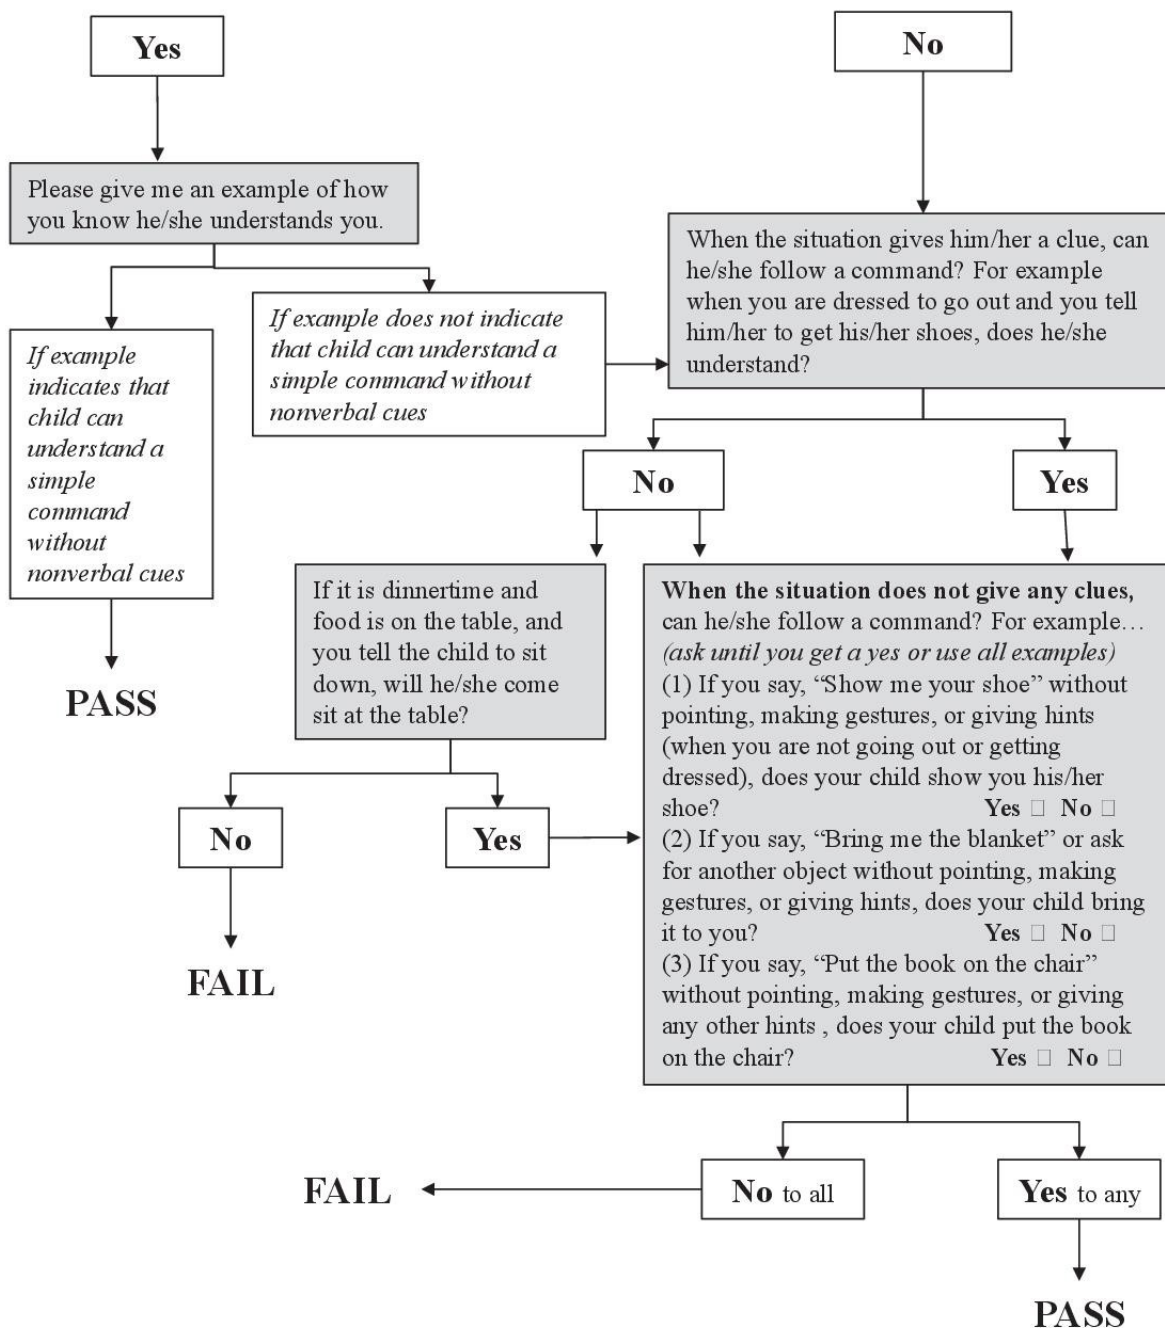 Yes
No
Please give me an example of how
you know he/she understands you.
When the situation gives him/her a clue, can
he/she follow a command? For example
when you are dressed to go out and you tell
him/her to get his/her shoes, does he/she
understand?
If example
indicates that
child can
understand a
simple
command
without
nonverbal cues
If example does not indicate
that child can understand a
simple command without
nonverbal cues
No
Yes
PASS
If it is dinnertime and
food is on the table, and
you tell the child to sit
down, will he/she come
sit at the table?
When the situation does not give any clues,
can he/she follow a command? For example…
(ask until you get a yes or use all examples)
(1) If you say, “Show me your shoe” without
pointing, making gestures, or giving hints
(when you are not going out or getting
dressed), does your child show you his/her
shoe? Yes □ No □
(2) If you say, “Bring me the blanket” or ask
for another object without pointing, making
gestures, or giving hints, does your child bring
it to you? Yes □ No □
(3) If you say, “Put the book on the chair”
without pointing, making gestures, or giving
any other hints , does your child put the book
on the chair? Yes □ No □
No
Yes
FAIL
No to all
Yes to any
FAIL
PASS